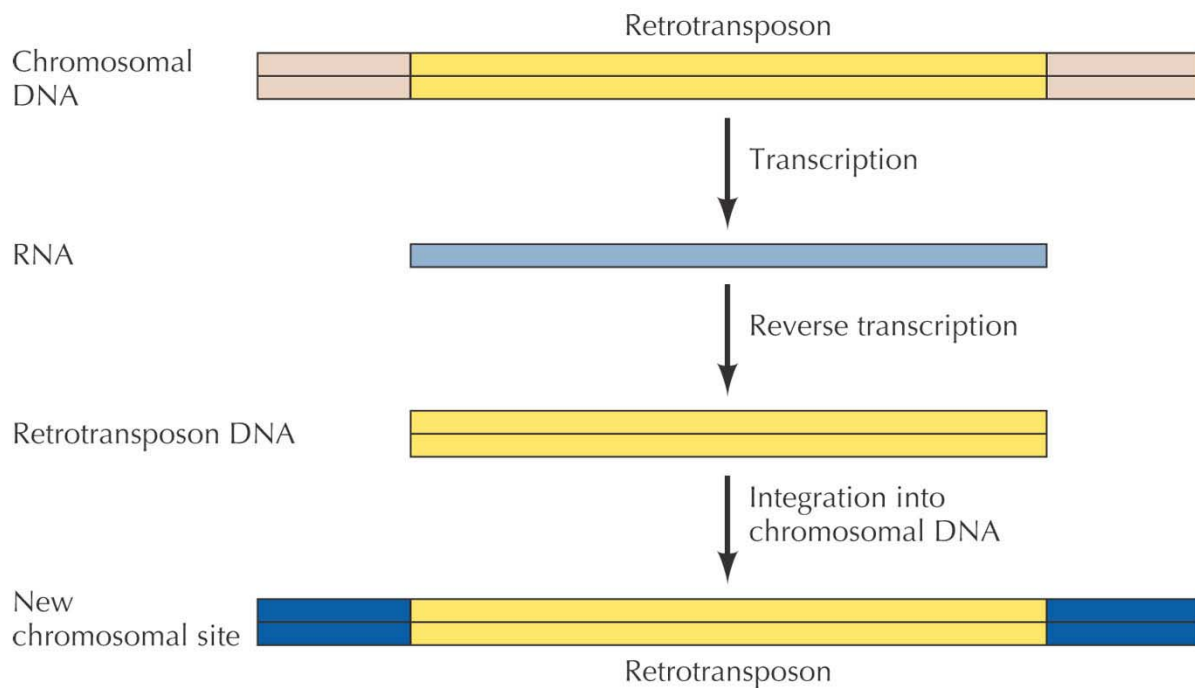 Retrotransposon
Chromosomal
DNA
Transcription
RNA
Reverse transcription
Retrotransposon DNA
Integration into
chromosomal DNA
New
chromosomal site
Retrotransposon